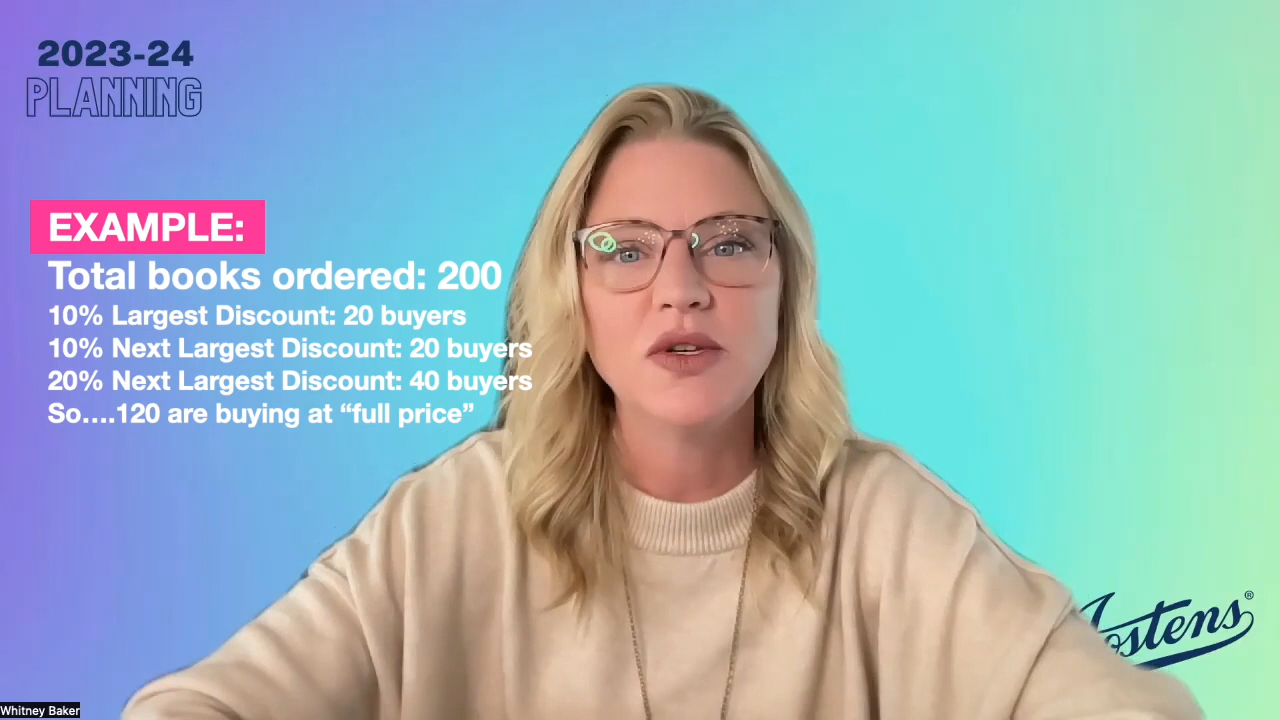 2023-24
PLANNING
EXAMPLE:
Total books ordered: 200
10% Largest Discount: 20 buyers
10% Next Largest Discount: 20 buyers
20% Next Largest Discount: 40 buyers
So....120 are buying at “full price”
Jostens®
Whitney Baker